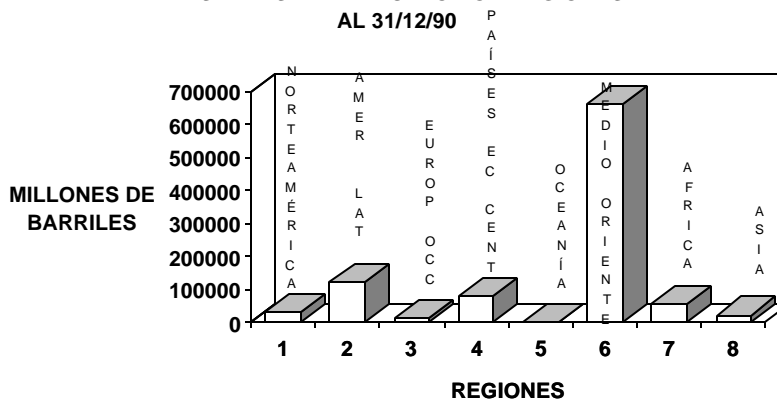 AL 31/12/90
MILLONES DE
BARRILES
700000
600000
500000
400000
300000
200000
100000
0
NORTEAMÉRICA
AMER LAT
EUROP OCC
PAÍSES EC CENT
OCEANÍA
MEDIO ORIENTE
AFRICA
ASIA
1 2 3 4 5 6 7 8
REGIONES